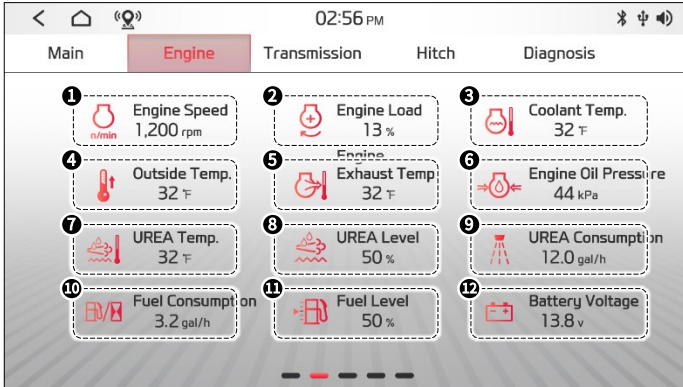 02:56 PM
Main Engine Transmission Hitch Diagnosis
1 2 3
Engine Speed Engine Load Coolant Temp.
n/min 1,200 rpm 13 % 32 °F
Engine
4 5 6
Outside Temp. Exhaust Temp Engine Oil Pressure
32 °F 32 °F 44 kPa
7 8 9
UREA Temp. UREA Level UREA Consumption
32 °F 50 % 12.0 gal/h
10 11 12
Fuel Consumption Fuel Level Battery Voltage
3.2 gal/h 50 % 13.8 v